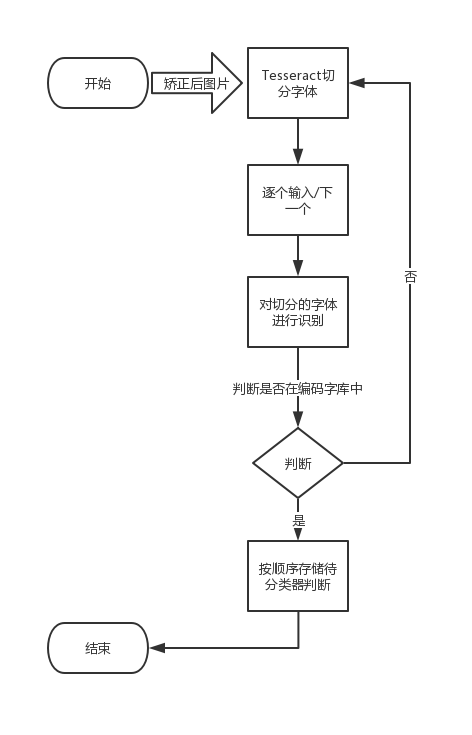 开始
矫正后图片
Tesseract切
分字体
逐个输入/下
一个
对切分的字体
进行识别
否
判断是否在编码字库中
判断
是
按顺序存储待
分类器判断
结束